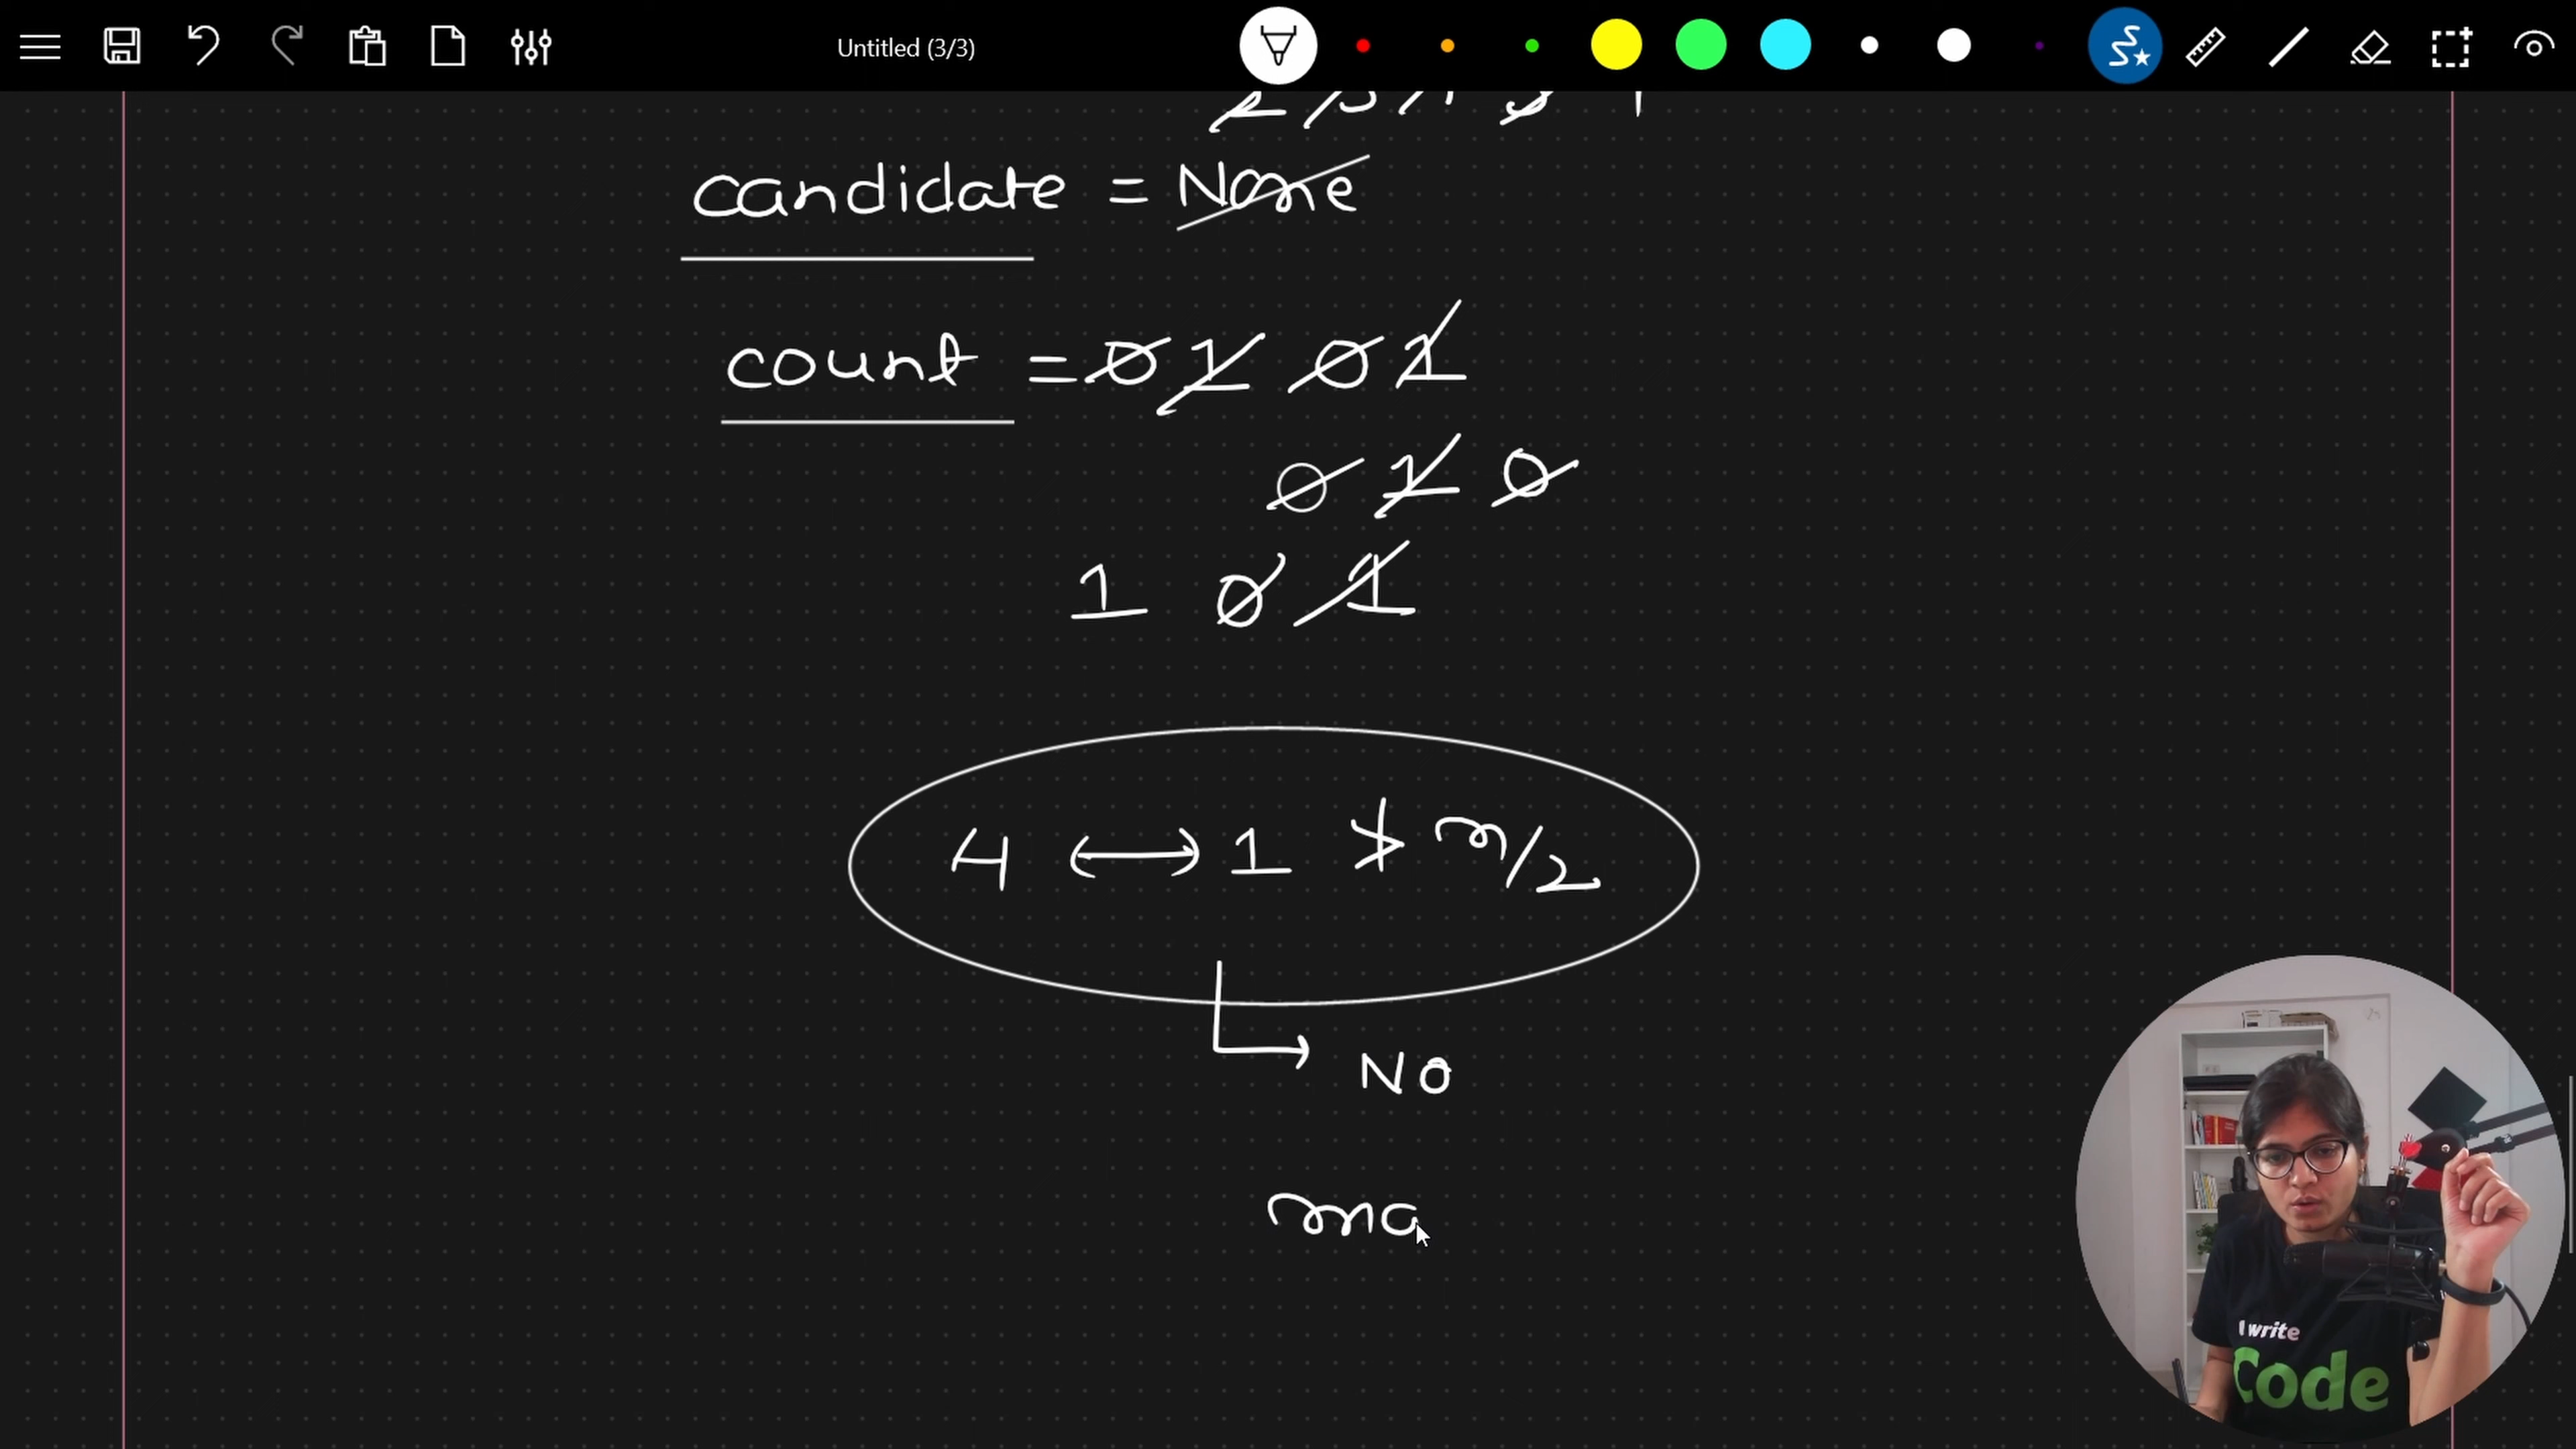 Untitled (3/3)
candidate = None
count = 0 1 0 1
0 1 0
1 0 1
4 ↔ 1 ≯ n/2
NO
ma
I write
Code